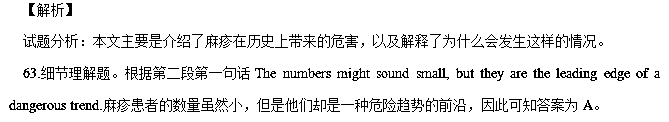 【解析】
试题分析：本文主要是介绍了麻疹在历史上带来的危害，以及解释了为什么会发生这样的情况。
63.细节理解题。根据第二段第一句话 The numbers might sound small, but they are the leading edge of a
dangerous trend.麻疹患者的数量虽然小，但是他们却是一种危险趋势的前沿，因此可知答案为 A。